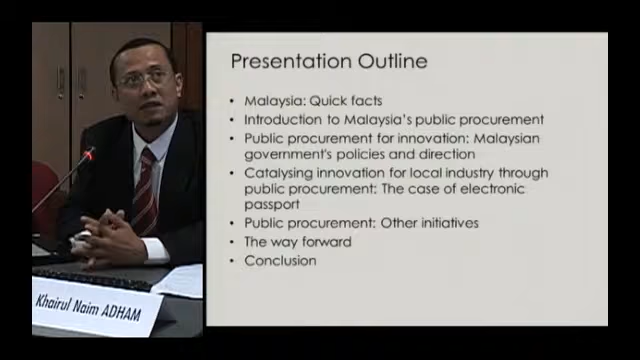 Presentation Outline
• Malaysia: Quick facts
• Introduction to Malaysia's public procurement
• Public procurement for innovation: Malaysian
government's policies and direction
• Catalysing innovation for local industry through
public procurement: The case of electronic
passport
• Public procurement: Other initiatives
• The way forward
• Conclusion
Khairul Naim ADHAM